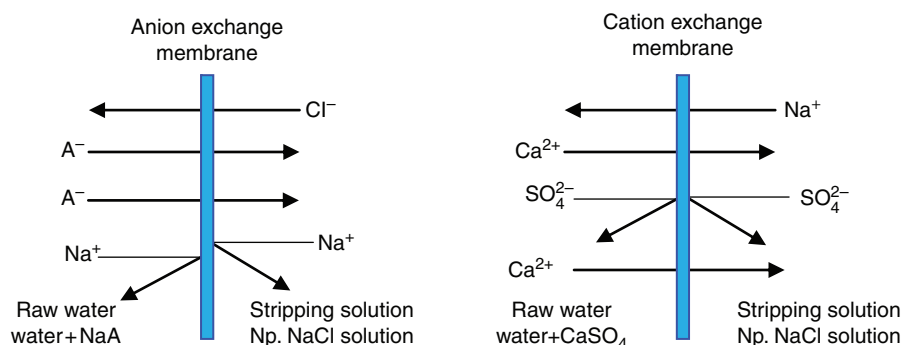 Anion exchange
membrane
Cl⁻
A⁻
A⁻
Na⁺
Na⁺
Raw water
water+NaA
Stripping solution
Np. NaCl solution
Cation exchange
membrane
Na⁺
Ca²⁺
SO₄²⁻
SO₄²⁻
Ca²⁺
Raw water
water+CaSO₄
Stripping solution
Np. NaCl solution